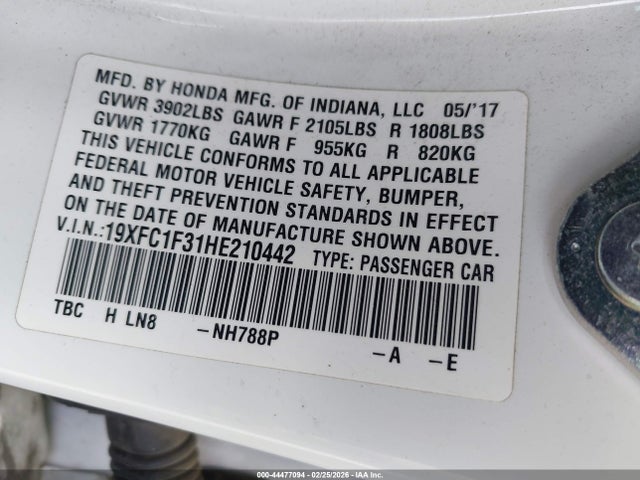 MFD. BY HONDA MFG. OF INDIANA, LLC 05/'17
GVWR 3902LBS GAWR F 2105LBS R 1808LBS
GVWR 1770KG GAWR F 955KG R 820KG
THIS VEHICLE CONFORMS TO ALL APPLICABLE
FEDERAL MOTOR VEHICLE SAFETY, BUMPER,
AND THEFT PREVENTION STANDARDS IN EFFECT
ON THE DATE OF MANUFACTURE SHOWN ABOVE.
V.I.N.:19XFC1F31HE210442 TYPE: PASSENGER CAR
TBC H LN8 -NH788P -A -E
000-44477094 - 02/25/2026 - IAA Inc.